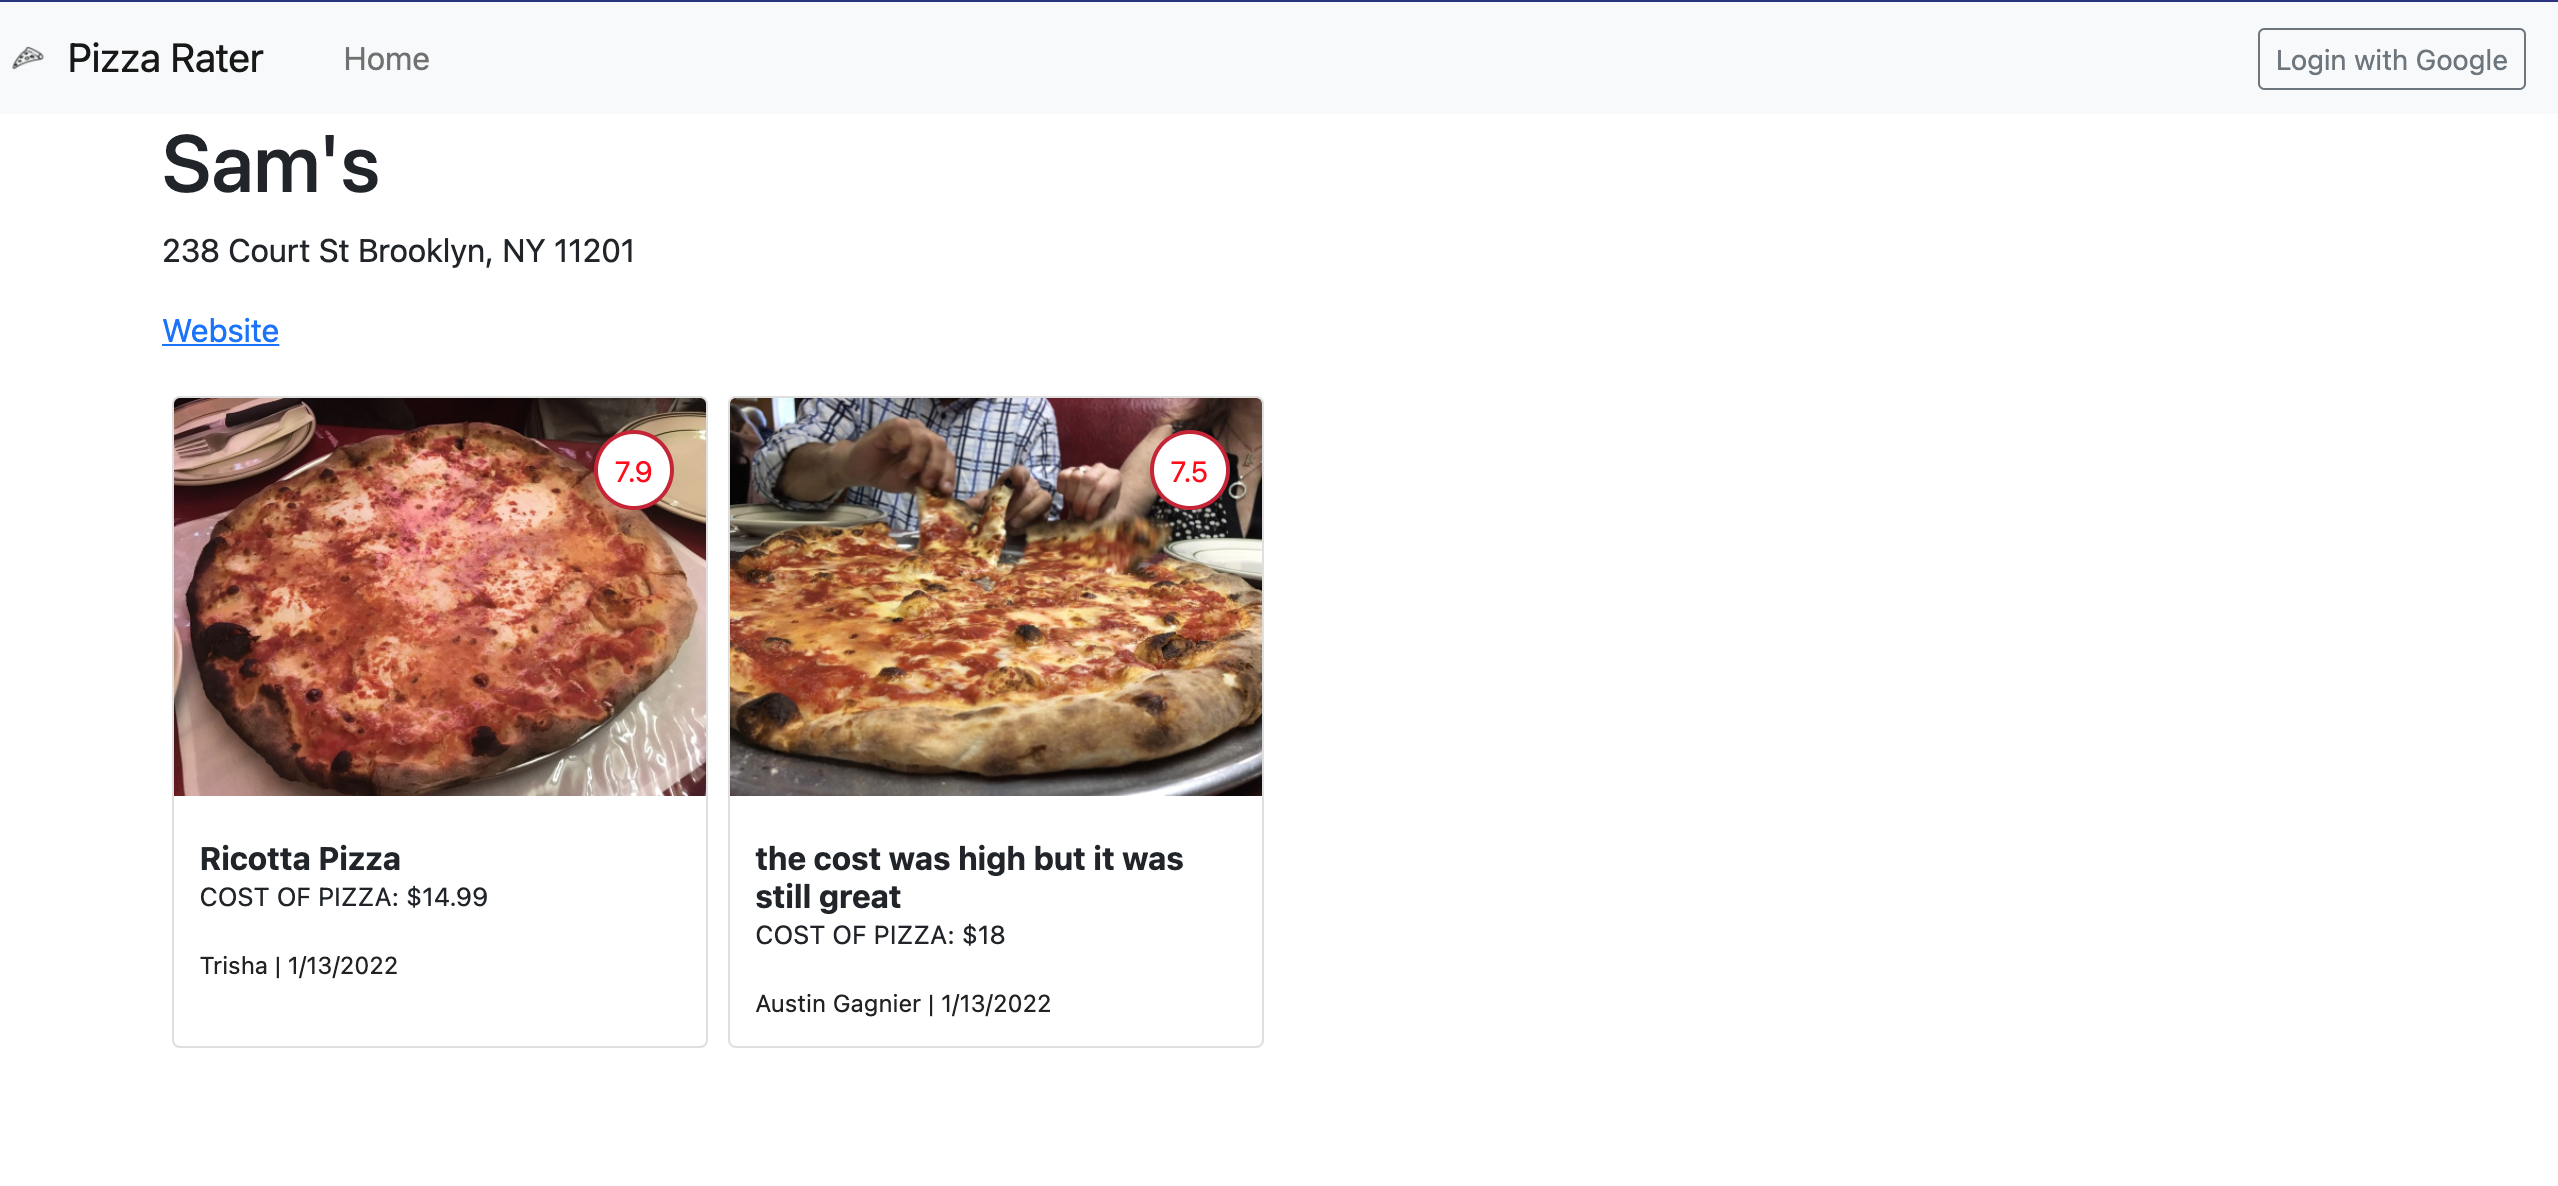 Pizza Rater
Home
Login with Google
Sam's
238 Court St Brooklyn, NY 11201
Website
7.9
7.5
Ricotta Pizza
COST OF PIZZA: $14.99
Trisha | 1/13/2022
the cost was high but it was
still great
COST OF PIZZA: $18
Austin Gagnier | 1/13/2022